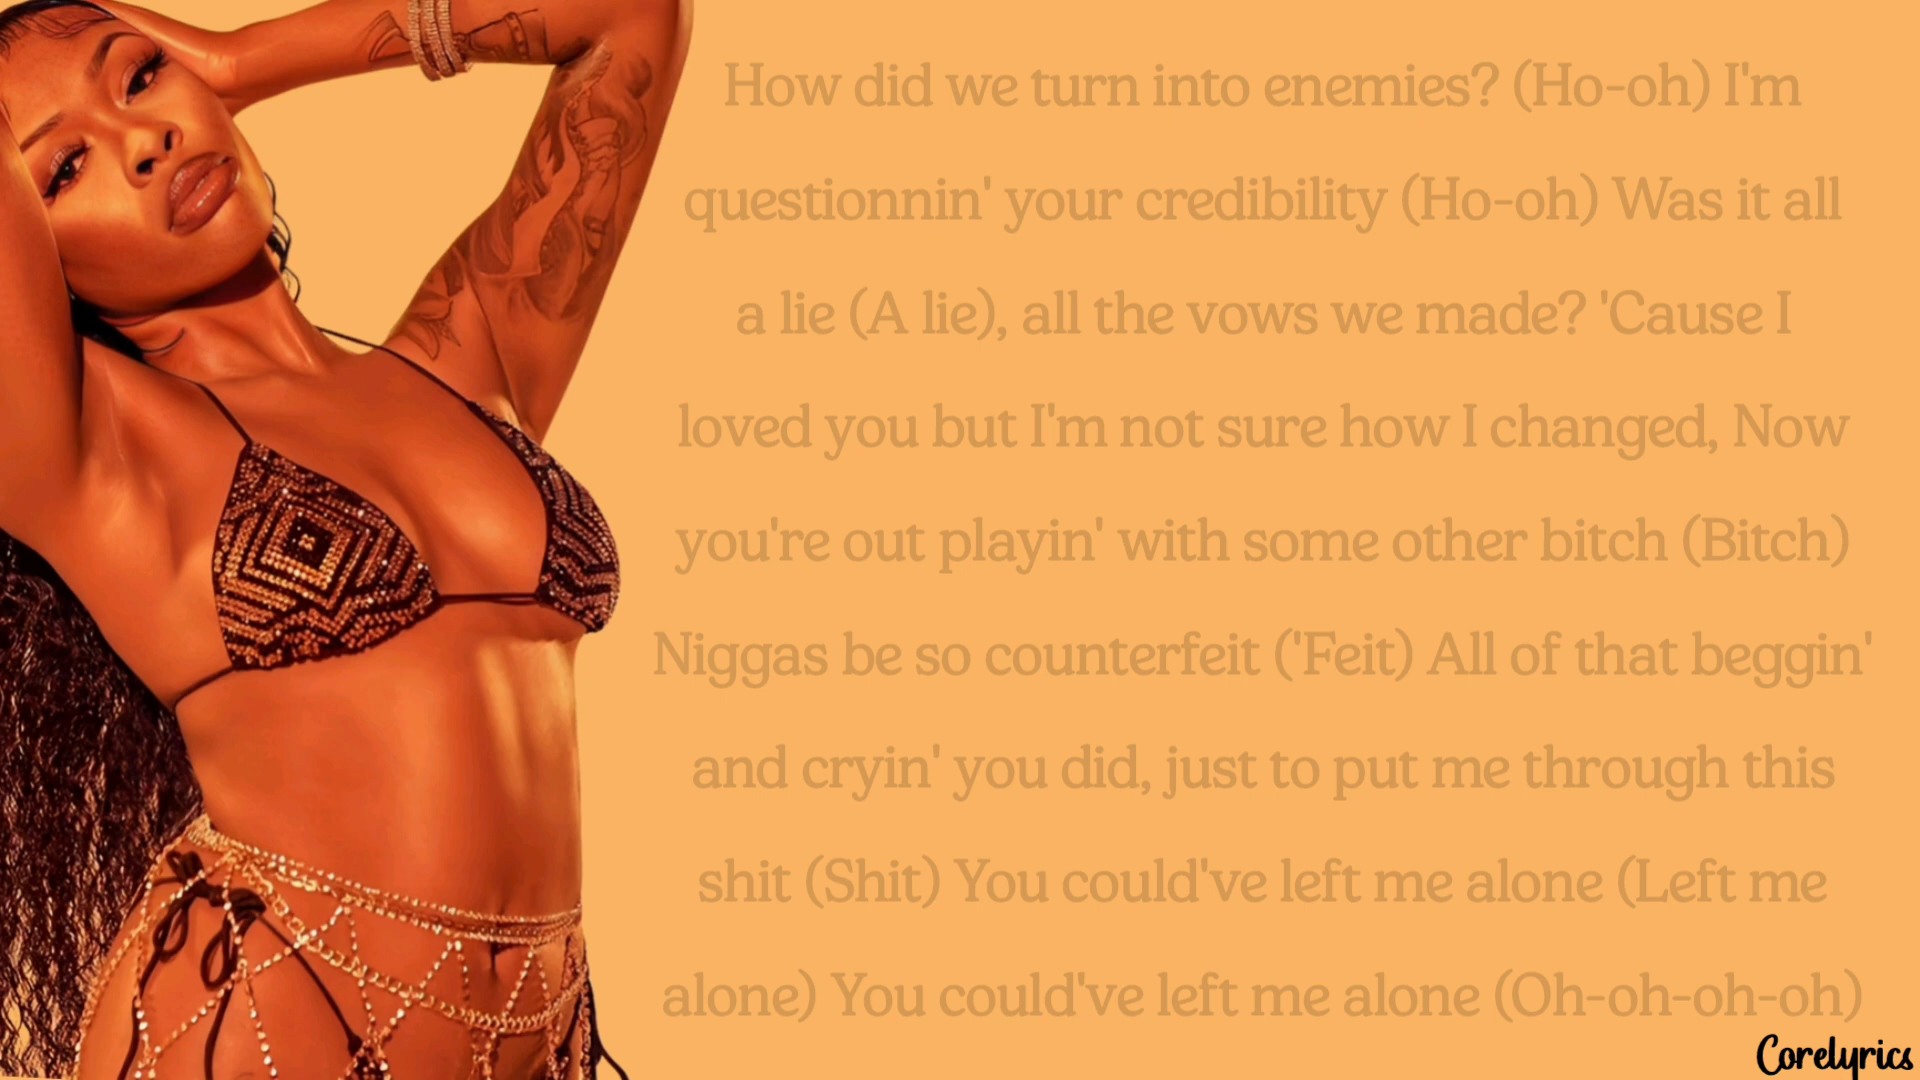 How did we turn into enemies? (Ho-oh) I'm
questionnin' your credibility (Ho-oh) Was it all
a lie (A lie), all the vows we made? 'Cause I
loved you but I'm not sure how I changed, Now
you're out playin' with some other bitch (Bitch)
Niggas be so counterfeit ('Feit) All of that beggin'
and cryin' you did, just to put me through this
shit (Shit) You could've left me alone (Left me
alone) You could've left me alone (Oh-oh-oh-oh)
Corelyrics